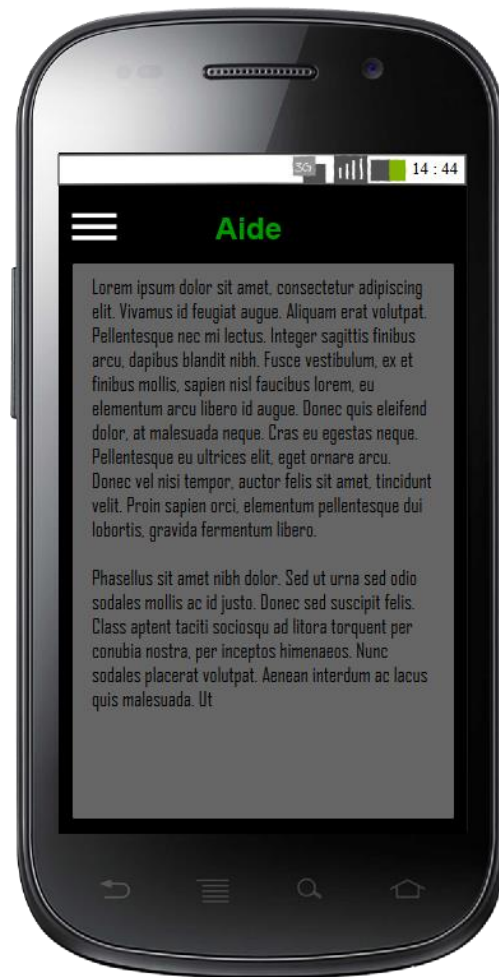 3G 14 : 44
Aide
Lorem ipsum dolor sit amet, consectetur adipiscing
elit. Vivamus id feugiat augue. Aliquam erat volutpat.
Pellentesque nec mi lectus. Integer sagittis finibus
arcu, dapibus blandit nibh. Fusce vestibulum, ex et
finibus mollis, sapien nisl faucibus lorem, eu
elementum arcu libero id augue. Donec quis eleifend
dolor, at malesuada neque. Cras eu egestas neque.
Pellentesque eu ultrices elit, eget ornare arcu.
Donec vel nisi tempor, auctor felis sit amet, tincidunt
velit. Proin sapien orci, elementum pellentesque dui
lobortis, gravida fermentum libero.
Phasellus sit amet nibh dolor. Sed ut urna sed odio
sodales mollis ac id justo. Donec sed suscipit felis.
Class aptent taciti sociosqu ad litora torquent per
conubia nostra, per inceptos himenaeos. Nunc
sodales placerat volutpat. Aenean interdum ac lacus
quis malesuada. Ut